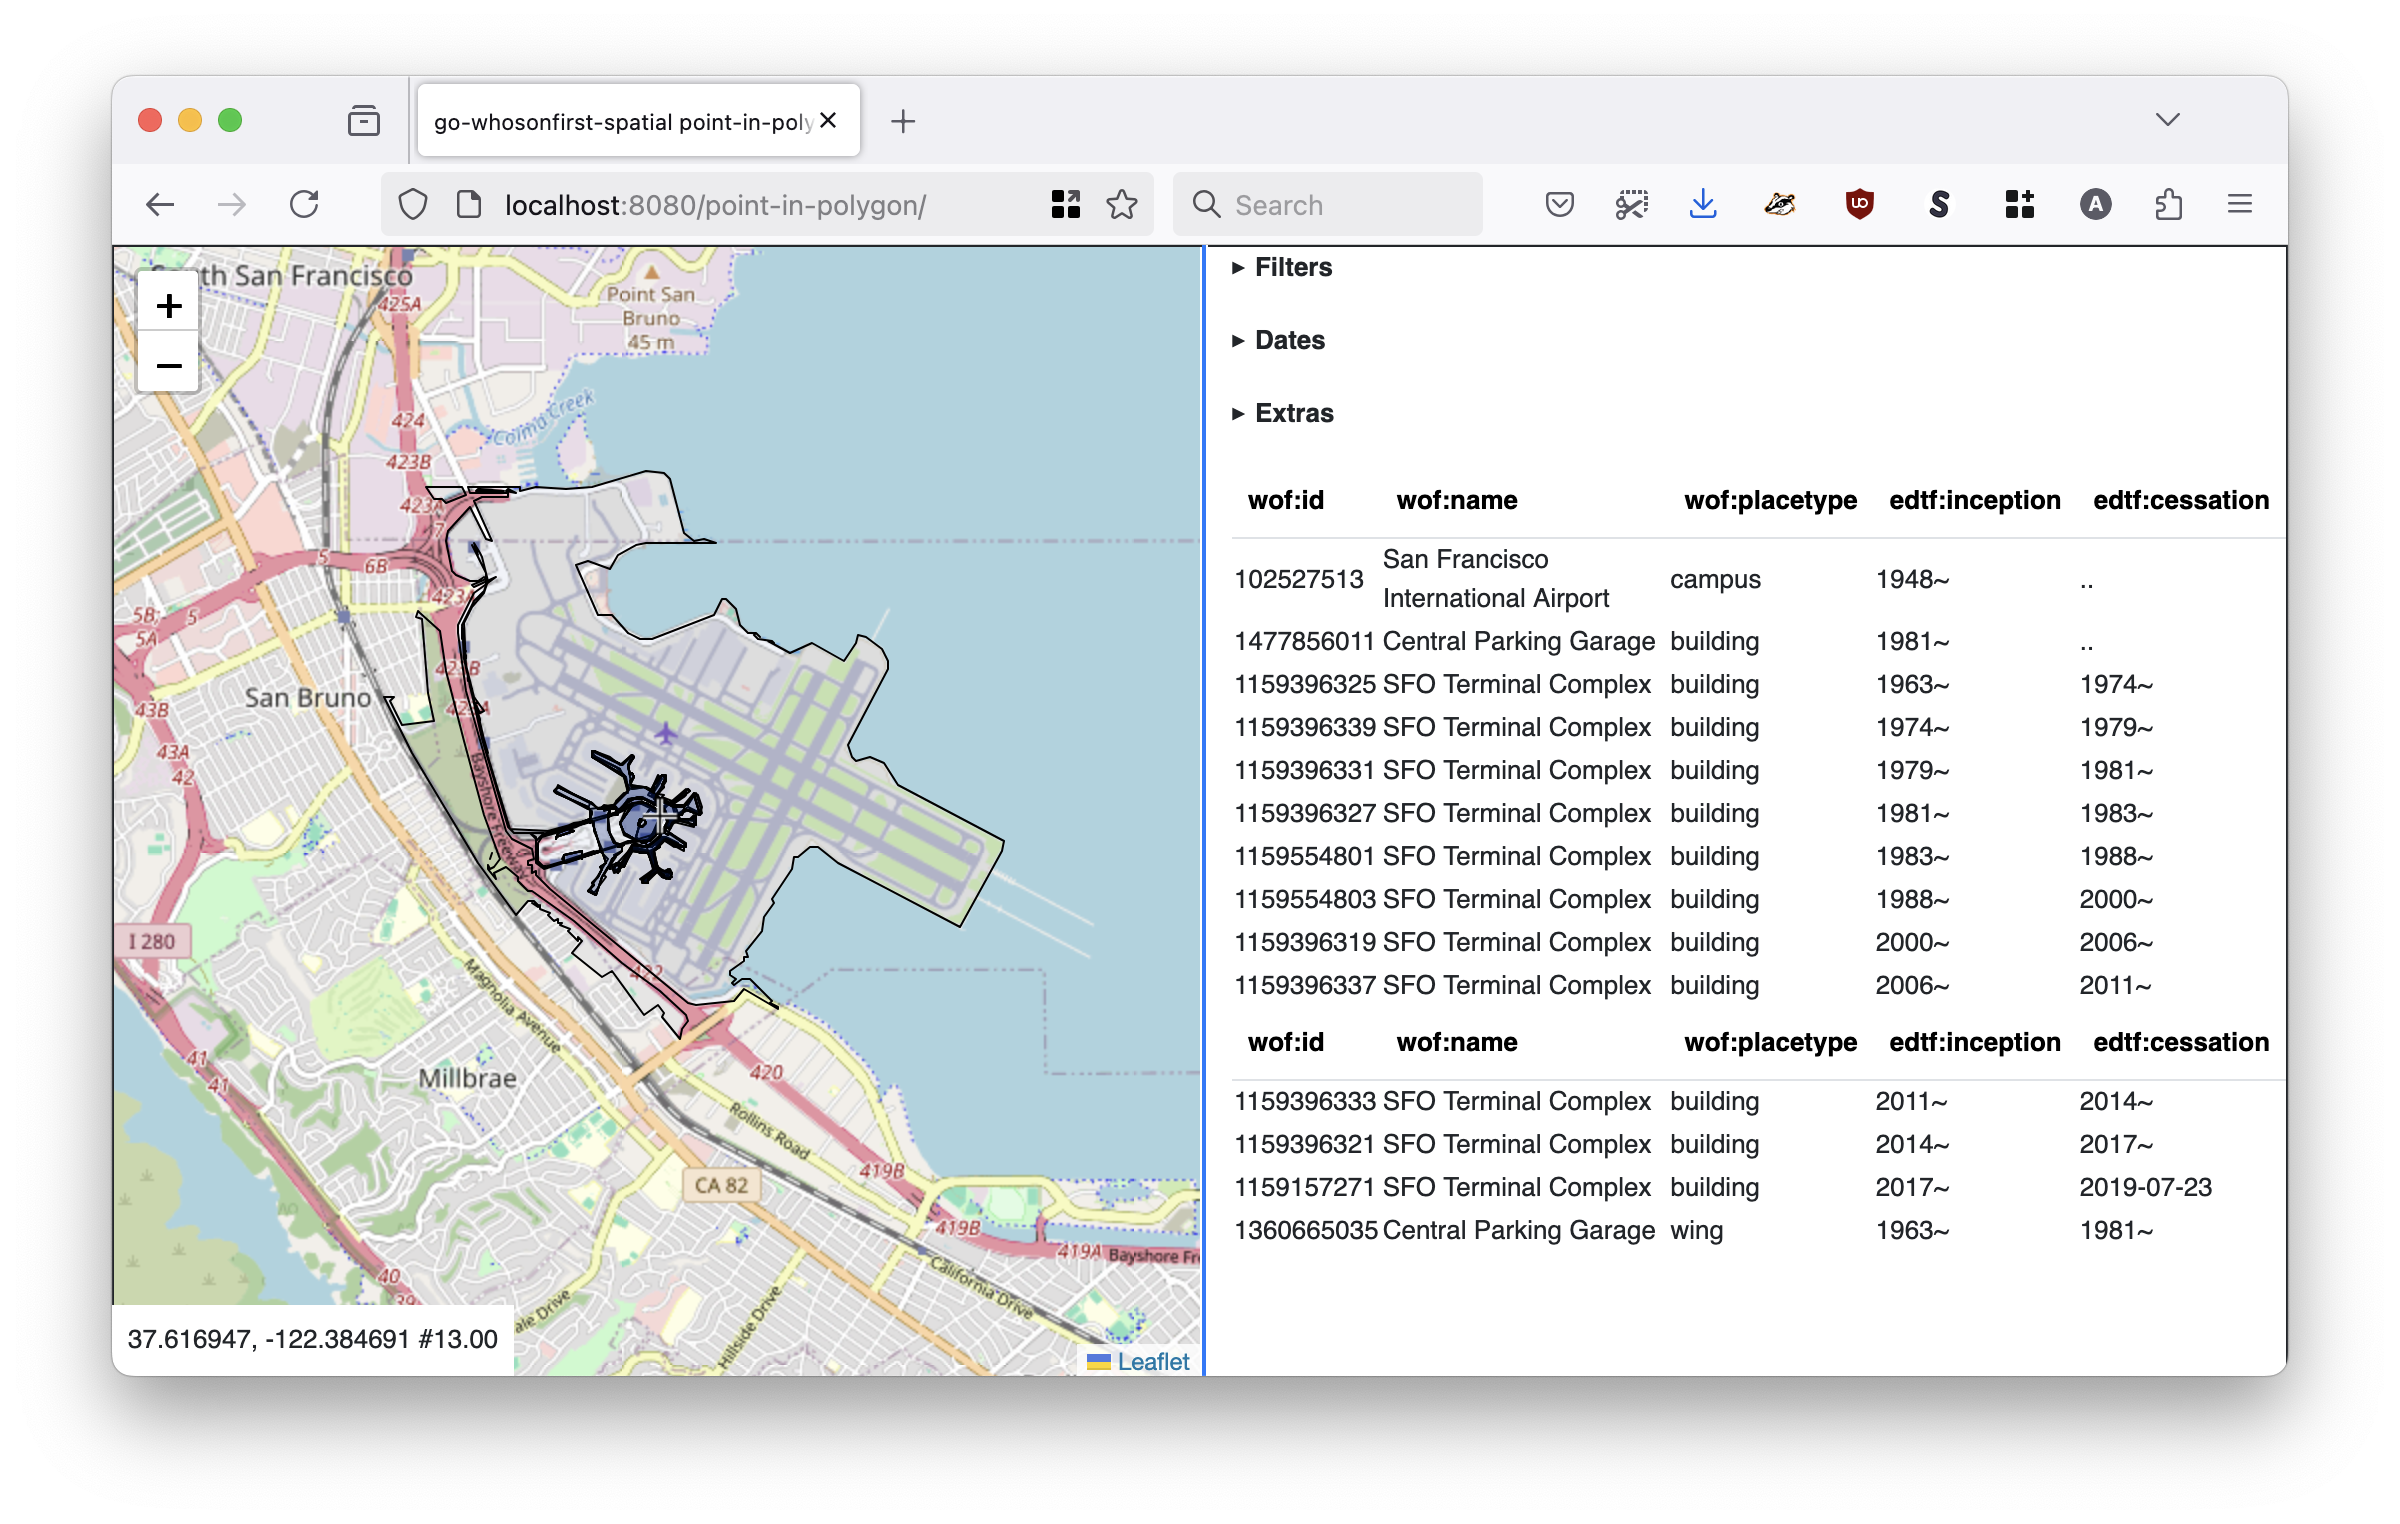 go-whosonfirst-spatial point-in-poly
localhost:8080/point-in-polygon/
Search
th San Francisco
+
−
425A
Point San
Bruno
45 m
Colma Creek
424
423B
423A
7
5
6B
423A
5B;
5
5A
423B
San Bruno
423A
43B
43A
42
Bayshore Freeway
I 280
422
Magnolia Avenue
41
41
Millbrae
420
Rollins Road
419B
CA 82
419B
419A
Bayshore Fr
California Drive
40
39
ale Drive
Hillside Drive
37.616947, -122.384691 #13.00
Leaflet
Filters
Dates
Extras
wof:id wof:name wof:placetype edtf:inception edtf:cessation
102527513 San Francisco International Airport campus 1948~ ..
1477856011 Central Parking Garage building 1981~ ..
1159396325 SFO Terminal Complex building 1963~ 1974~
1159396339 SFO Terminal Complex building 1974~ 1979~
1159396331 SFO Terminal Complex building 1979~ 1981~
1159396327 SFO Terminal Complex building 1981~ 1983~
1159554801 SFO Terminal Complex building 1983~ 1988~
1159554803 SFO Terminal Complex building 1988~ 2000~
1159396319 SFO Terminal Complex building 2000~ 2006~
1159396337 SFO Terminal Complex building 2006~ 2011~
wof:id wof:name wof:placetype edtf:inception edtf:cessation
1159396333 SFO Terminal Complex building 2011~ 2014~
1159396321 SFO Terminal Complex building 2014~ 2017~
1159157271 SFO Terminal Complex building 2017~ 2019-07-23
1360665035 Central Parking Garage wing 1963~ 1981~